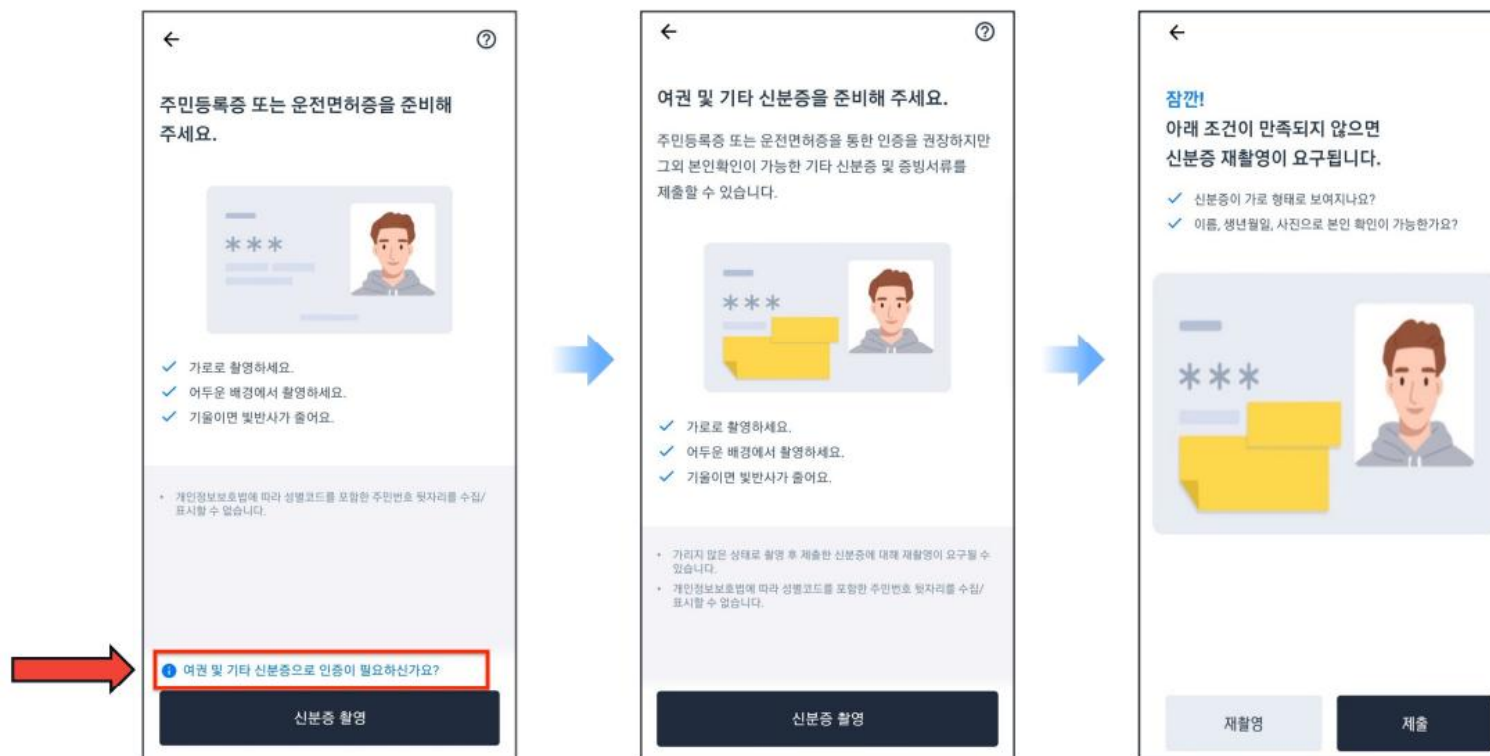 주민등록증 또는 운전면허증을 준비해
주세요.
***
가로로 촬영하세요.
어두운 배경에서 촬영하세요.
기울이면 빛반사가 줄어요.
• 개인정보보호법에 따라 성별코드를 포함한 주민번호 뒷자리를 수집/
표시할 수 없습니다.
여권 및 기타 신분증으로 인증이 필요하신가요?
신분증 촬영
여권 및 기타 신분증을 준비해 주세요.
주민등록증 또는 운전면허증을 통한 인증을 권장하지만
그외 본인확인이 가능한 기타 신분증 및 증빙서류를
제출할 수 있습니다.
***
가로로 촬영하세요.
어두운 배경에서 촬영하세요.
기울이면 빛반사가 줄어요.
• 가리지 않은 상태로 촬영 후 제출한 신분증에 대해 재촬영이 요구될 수
있습니다.
• 개인정보보호법에 따라 성별코드를 포함한 주민번호 뒷자리를 수집/
표시할 수 없습니다.
신분증 촬영
잠깐!
아래 조건이 만족되지 않으면
신분증 재촬영이 요구됩니다.
신분증이 가로 형태로 보여지나요?
이름, 생년월일, 사진으로 본인 확인이 가능한가요?
***
재촬영
제출